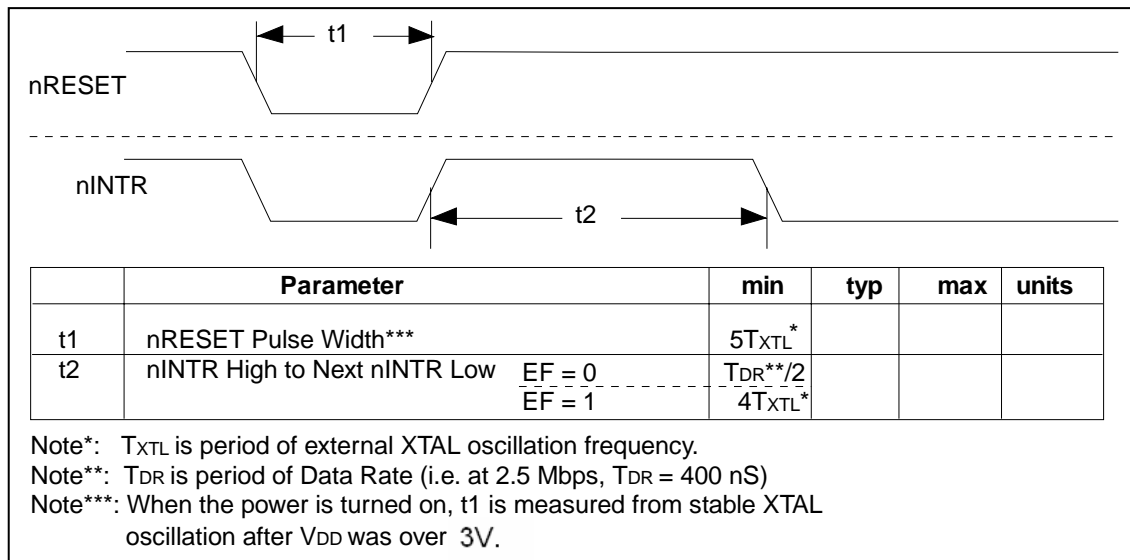 t1
nRESET
nINTR
t2
Parameter min typ max units
t1 nRESET Pulse Width*** 5TXTL*
t2 nINTR High to Next nINTR Low EF = 0 TDR**/2
EF = 1 4TXTL*
Note*: TXTL is period of external XTAL oscillation frequency.
Note**: TDR is period of Data Rate (i.e. at 2.5 Mbps, TDR = 400 nS)
Note***: When the power is turned on, t1 is measured from stable XTAL
oscillation after VDD was over 3V.